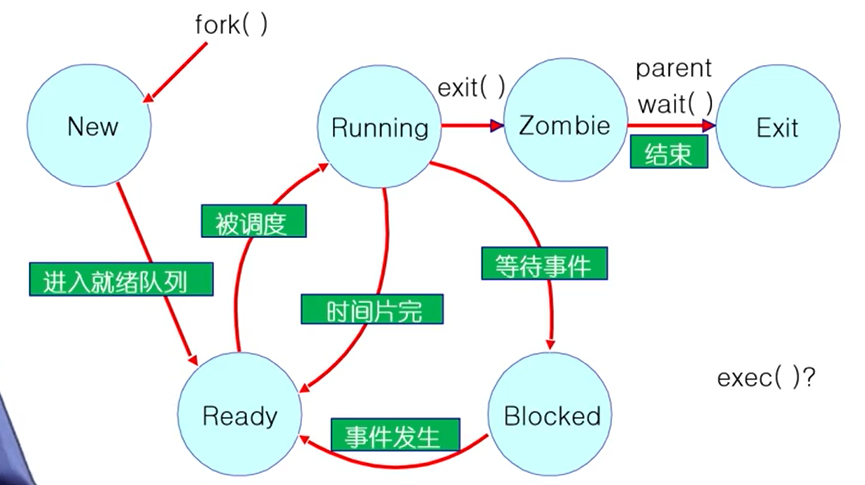 fork( )
New
Running
exit( )
Zombie
parent
wait( )
Exit
结束
被调度
等待事件
进入就绪队列
时间片完
exec( )?
Ready
Blocked
事件发生